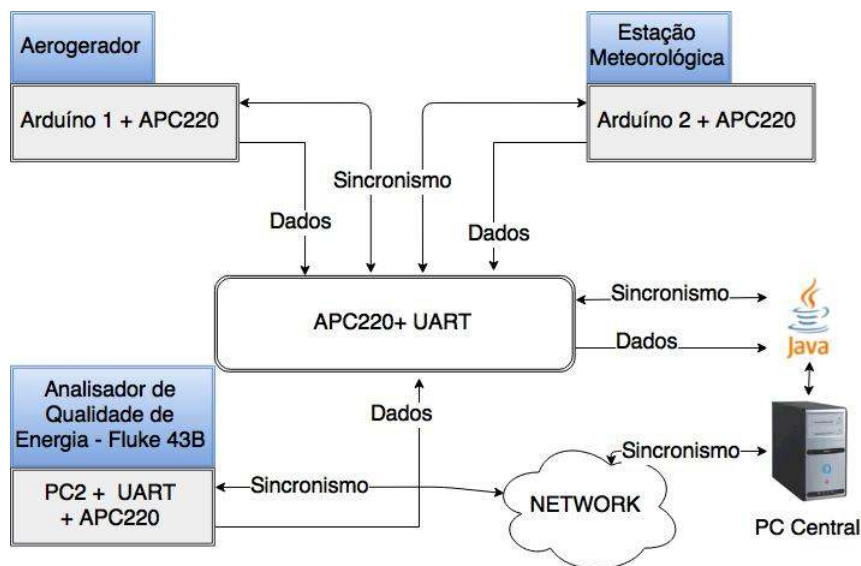 Aerogerador
Arduíno 1 + APC220
Estação
Meteorológica
Arduíno 2 + APC220
Sincronismo
Dados
Dados
APC220+ UART
Sincronismo
Dados
Java
Analisador de
Qualidade de
Energia - Fluke 43B
PC2 + UART
+ APC220
Dados
Sincronismo
NETWORK
Sincronismo
PC Central